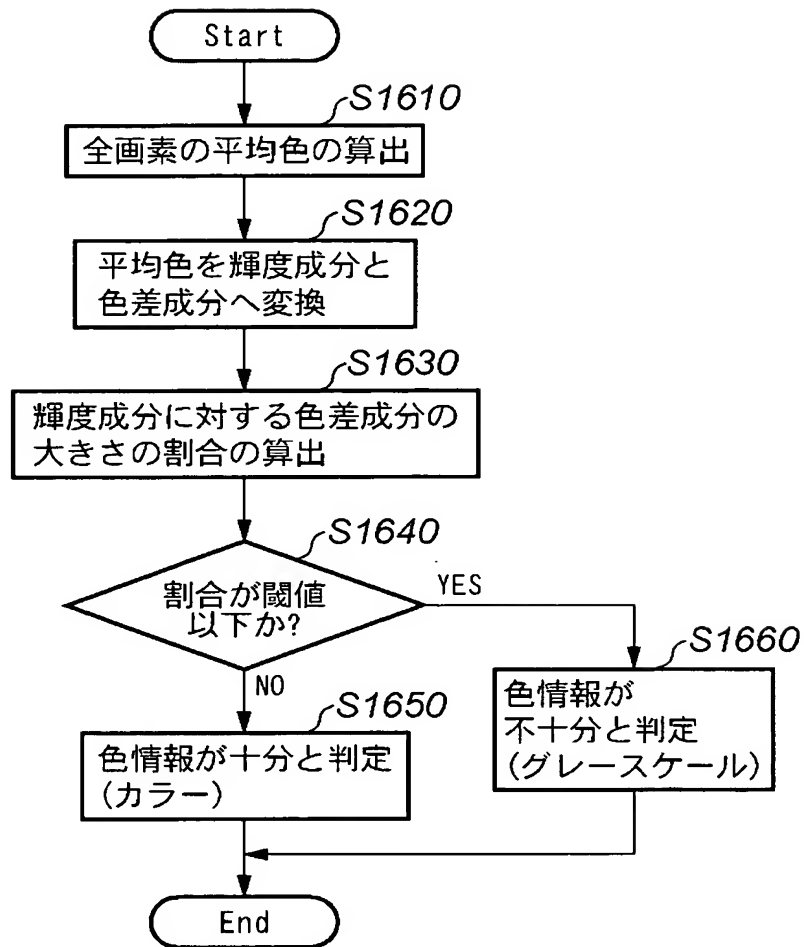 Start
S1610
全画素の平均色の算出
S1620
平均色を輝度成分と
色差成分へ変換
S1630
輝度成分に対する色差成分の
大きさの割合の算出
S1640
割合が閾値
以下か?
YES
NO
S1660
色情報が
不十分と判定
(グレースケール)
S1650
色情報が十分と判定
(カラー)
End